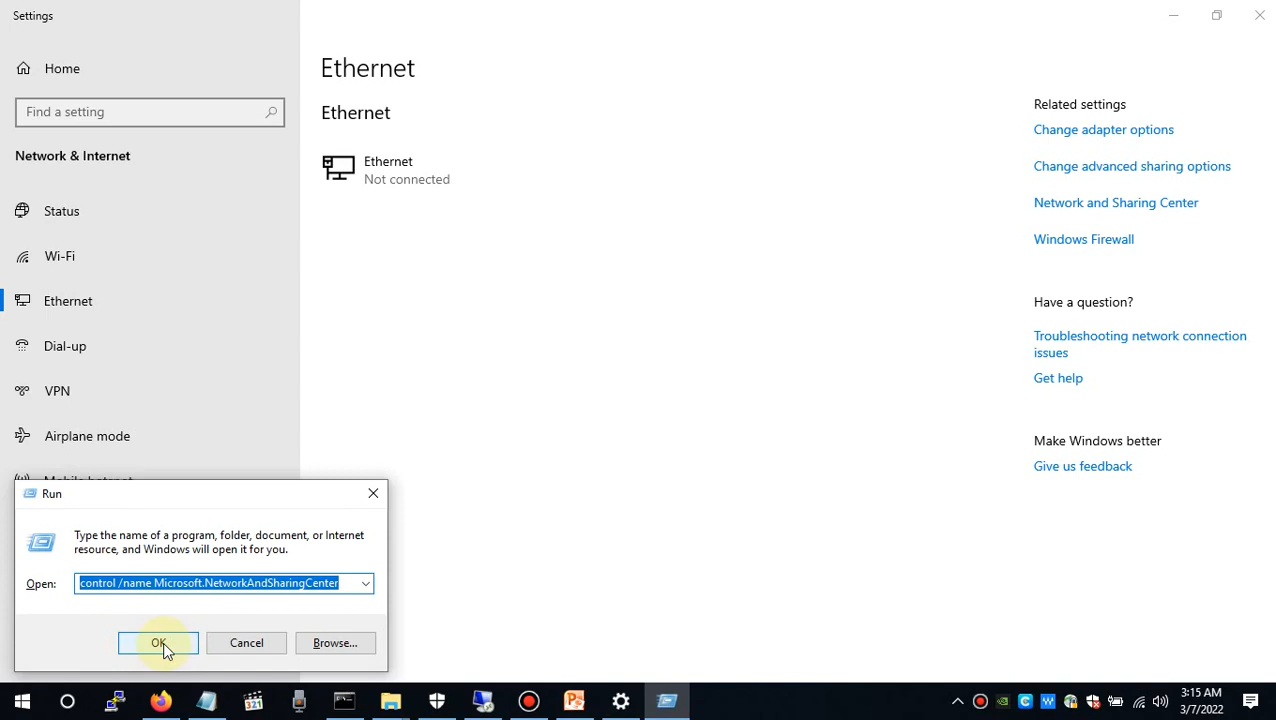 Settings
Home
Find a setting
Network & Internet
Status
Wi-Fi
Ethernet
Dial-up
VPN
Airplane mode
Mobile hotspot
Ethernet
Ethernet
Ethernet
Not connected
Related settings
Change adapter options
Change advanced sharing options
Network and Sharing Center
Windows Firewall
Have a question?
Troubleshooting network connection
issues
Get help
Make Windows better
Give us feedback
Run
Type the name of a program, folder, document, or Internet
resource, and Windows will open it for you.
Open:
control /name Microsoft.NetworkAndSharingCenter
OK
Cancel
Browse...
321
3:15 AM
3/7/2022